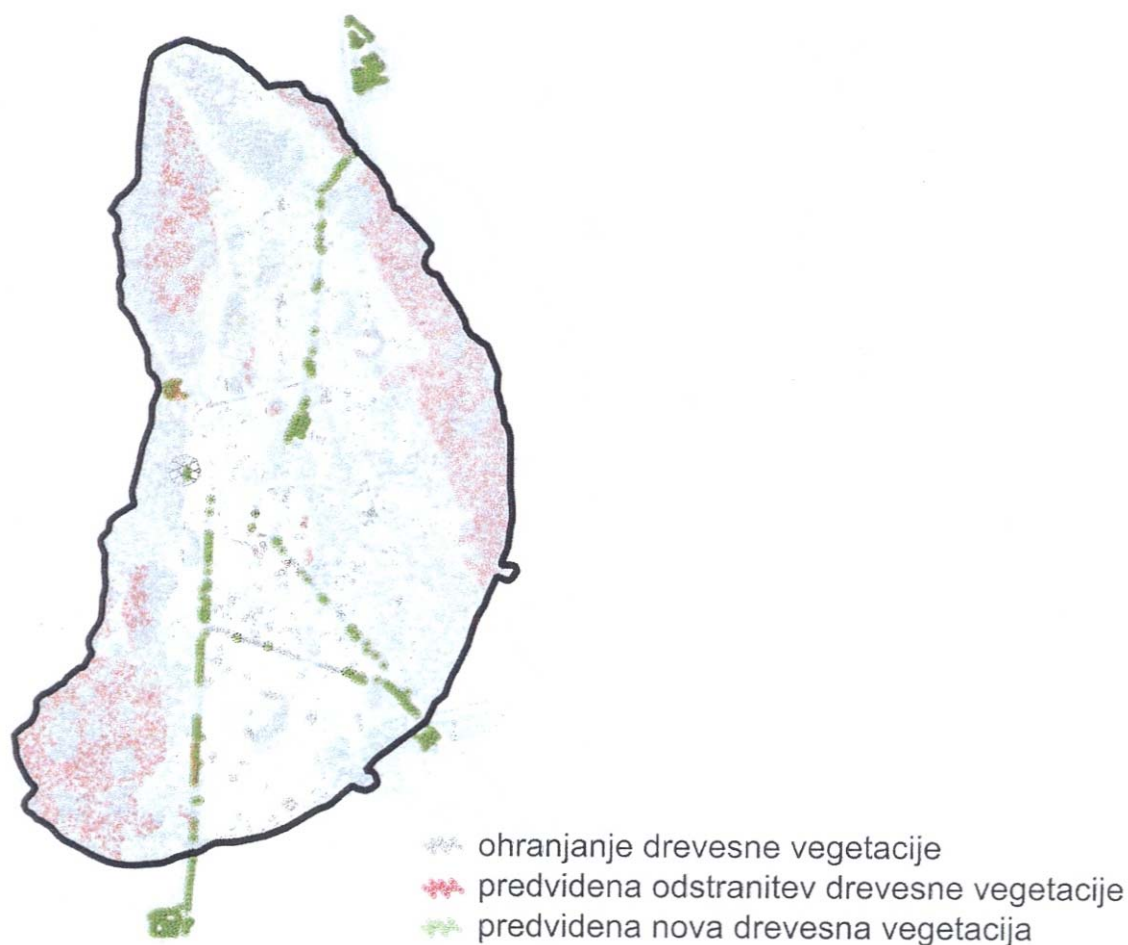 ohranjanje drevesne vegetacije
predvidena odstranitev drevesne vegetacije
predvidena nova drevesna vegetacija